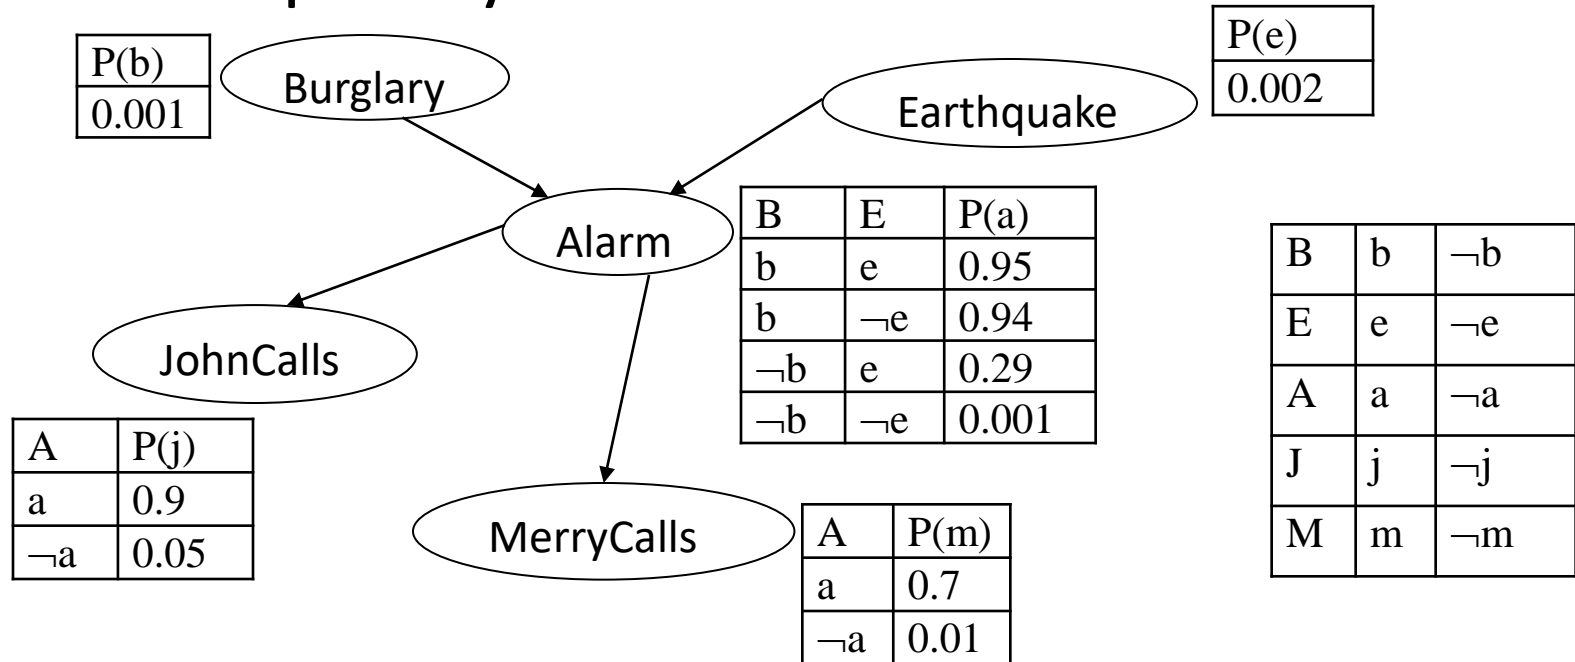 P(b)
0.001
Burglary
Earthquake
P(e)
0.002
Alarm
B E P(a)
b e 0.95
b ¬e 0.94
¬b e 0.29
¬b ¬e 0.001
B b ¬b
E e ¬e
A a ¬a
J j ¬j
M m ¬m
JohnCalls
A P(j)
a 0.9
¬a 0.05
MerryCalls
A P(m)
a 0.7
¬a 0.01